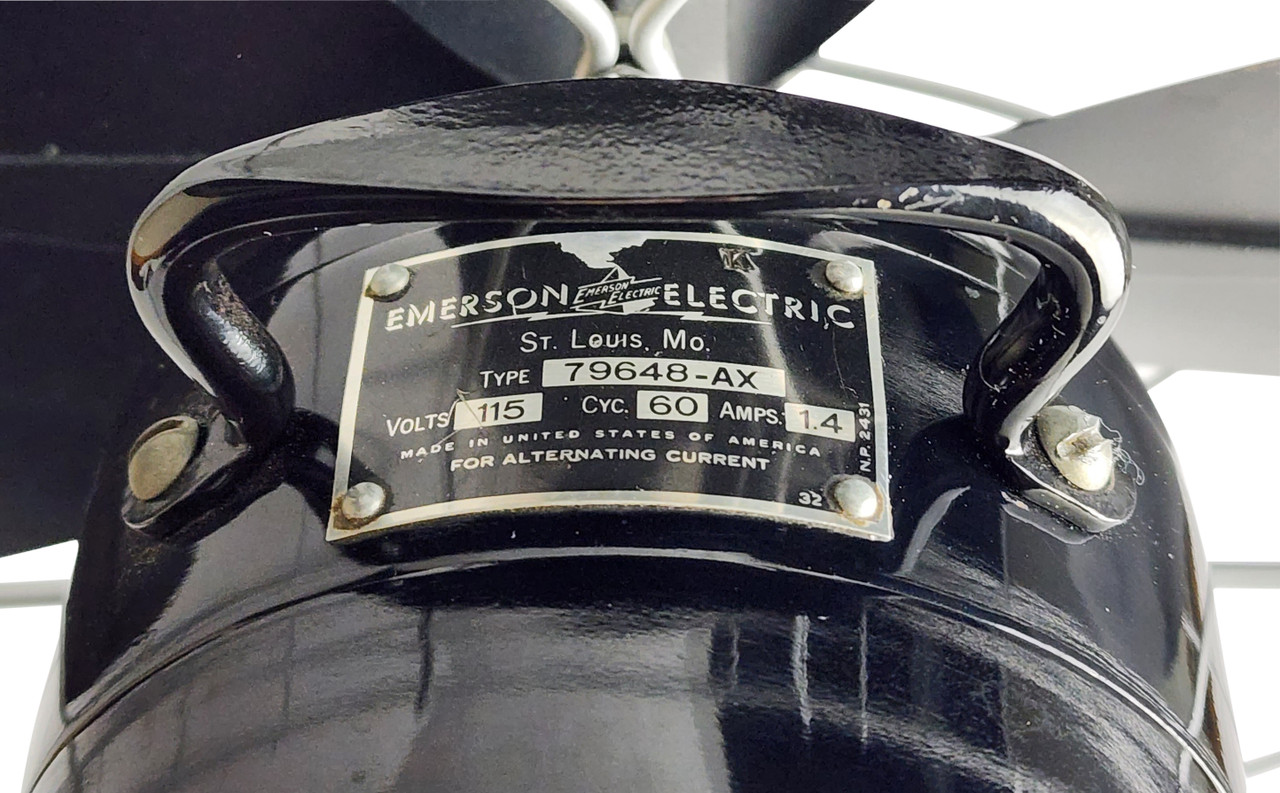 EMERSON EMERSON ELECTRIC ELECTRIC
ST. LOUIS, MO.
TYPE 79648-AX
VOLTS 115 CYC. 60 AMPS. 1.4
MADE IN UNITED STATES OF AMERICA
FOR ALTERNATING CURRENT
N.P. 2431
32